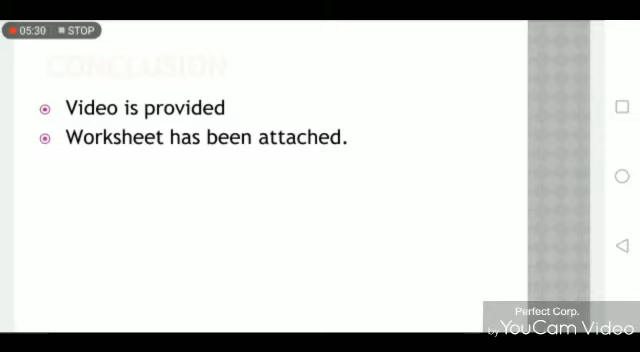 05:30 STOP
CONCLUSION
Video is provided
Worksheet has been attached.
Perfect Corp.
by YouCam Video